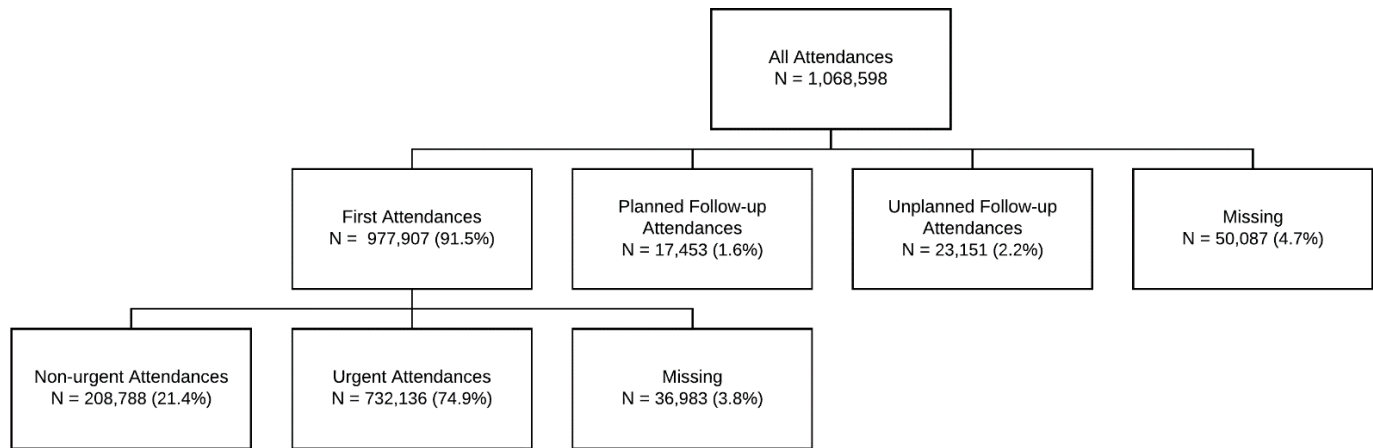 All Attendances
N = 1,068,598
First Attendances
N =  977,907 (91.5%)
Planned Follow-up
Attendances
N = 17,453 (1.6%)
Unplanned Follow-up
Attendances
N = 23,151 (2.2%)
Missing
N = 50,087 (4.7%)
Non-urgent Attendances
N = 208,788 (21.4%)
Urgent Attendances
N = 732,136 (74.9%)
Missing
N = 36,983 (3.8%)